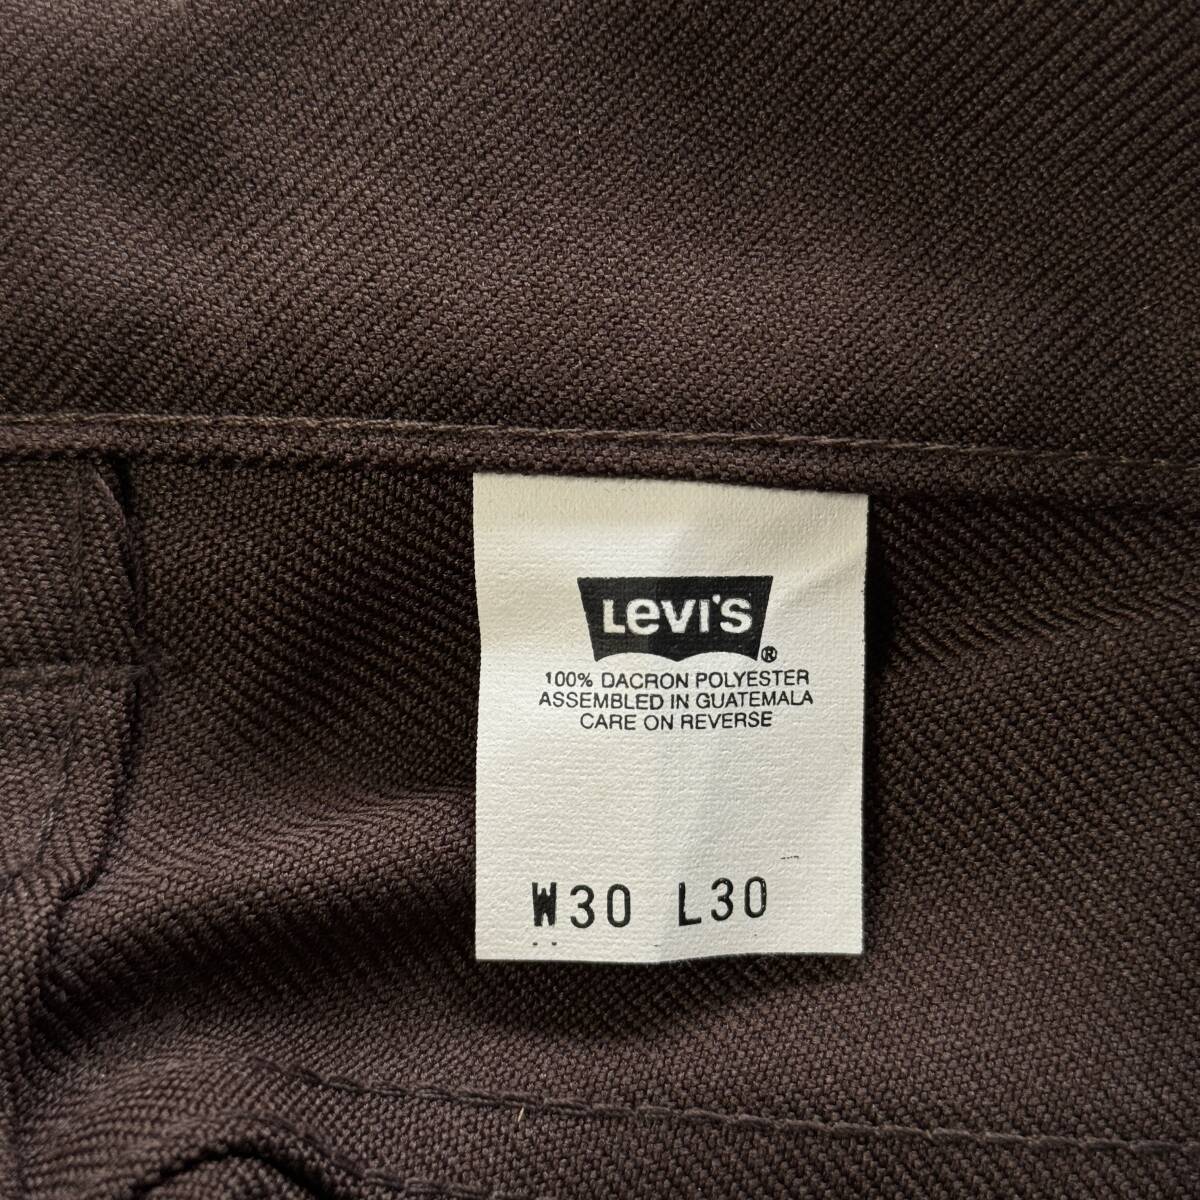 Levi's®
100% DACRON POLYESTER
ASSEMBLED IN GUATEMALA
CARE ON REVERSE
W30 L30